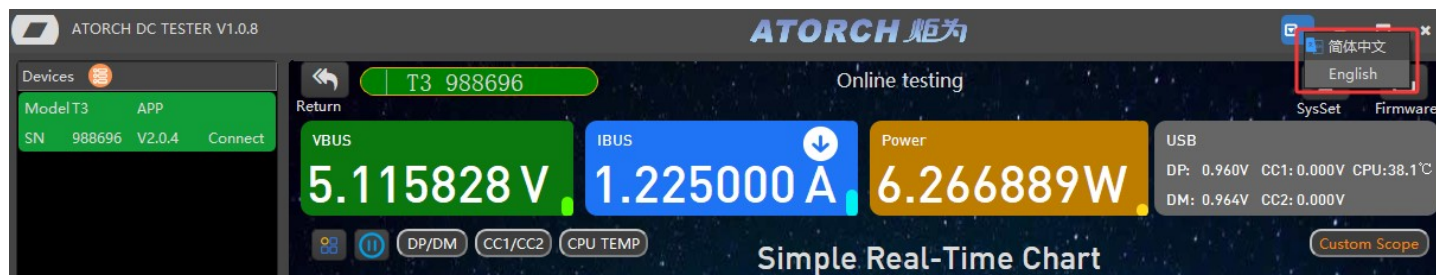 ATORCH DC TESTER V1.0.8
ATORCH 炬为
简体中文
English
Devices
T3 988696
Online testing
Return
SysSet
Firmware
Model T3 APP
SN 988696 V2.0.4 Connect
VBUS
5.115828 V
IBUS
1.225000 A
Power
6.266889W
USB
DP: 0.960V CC1: 0.000V CPU:38.1℃
DM: 0.964V CC2: 0.000V
DP/DM
CC1/CC2
CPU TEMP
Simple Real-Time Chart
Custom Scope